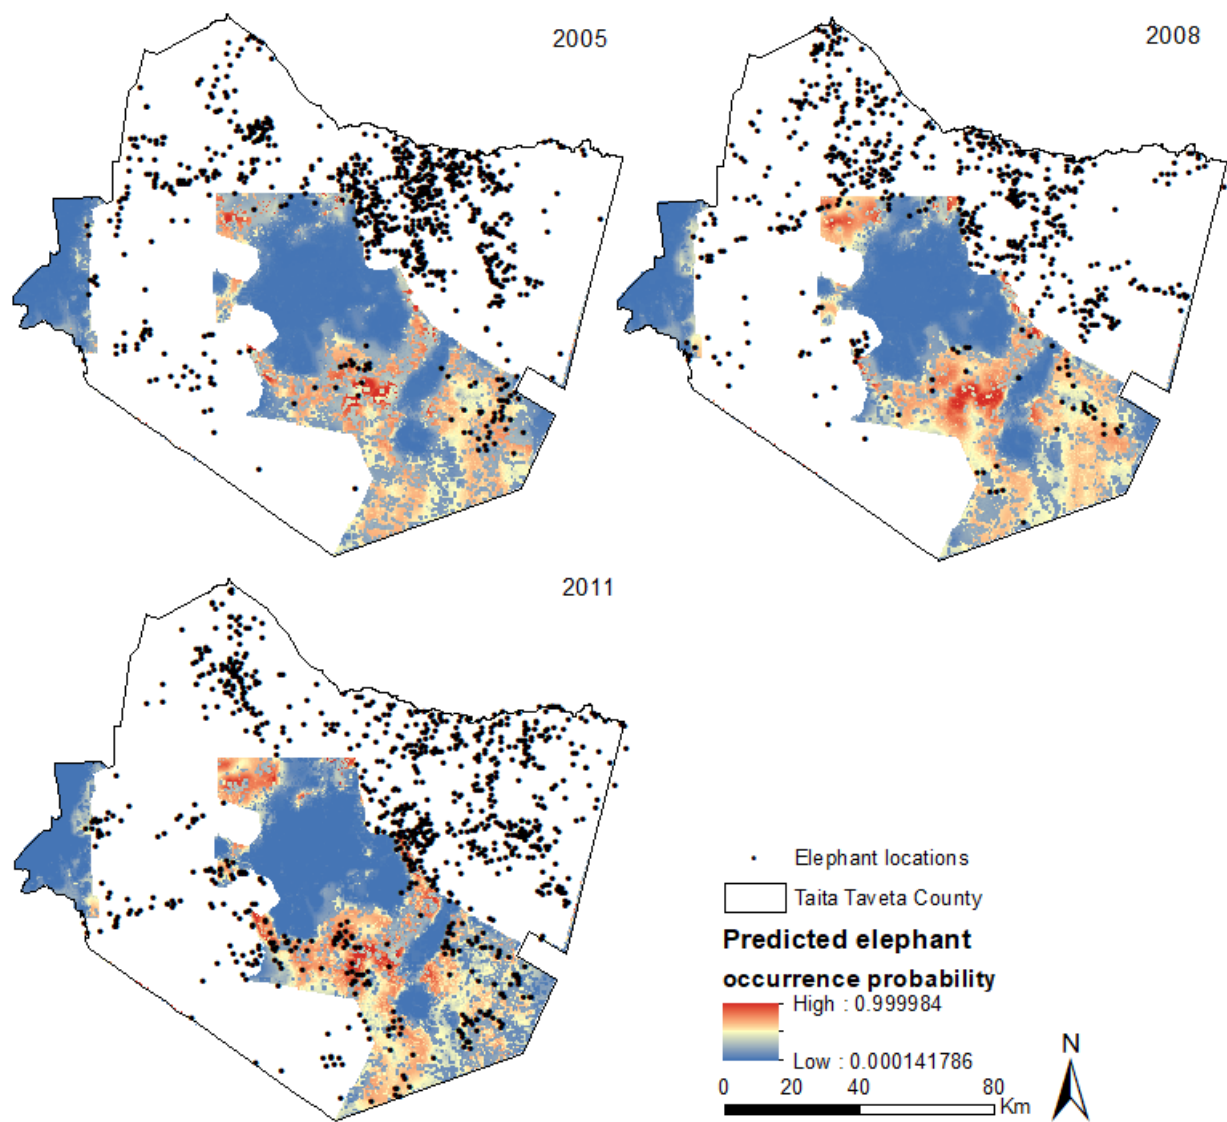 2005
2008
2011
Elephant locations
Taita Taveta County
Predicted elephant
occurrence probability
High : 0.999984
Low : 0.000141786
N
0 20 40 80
Km